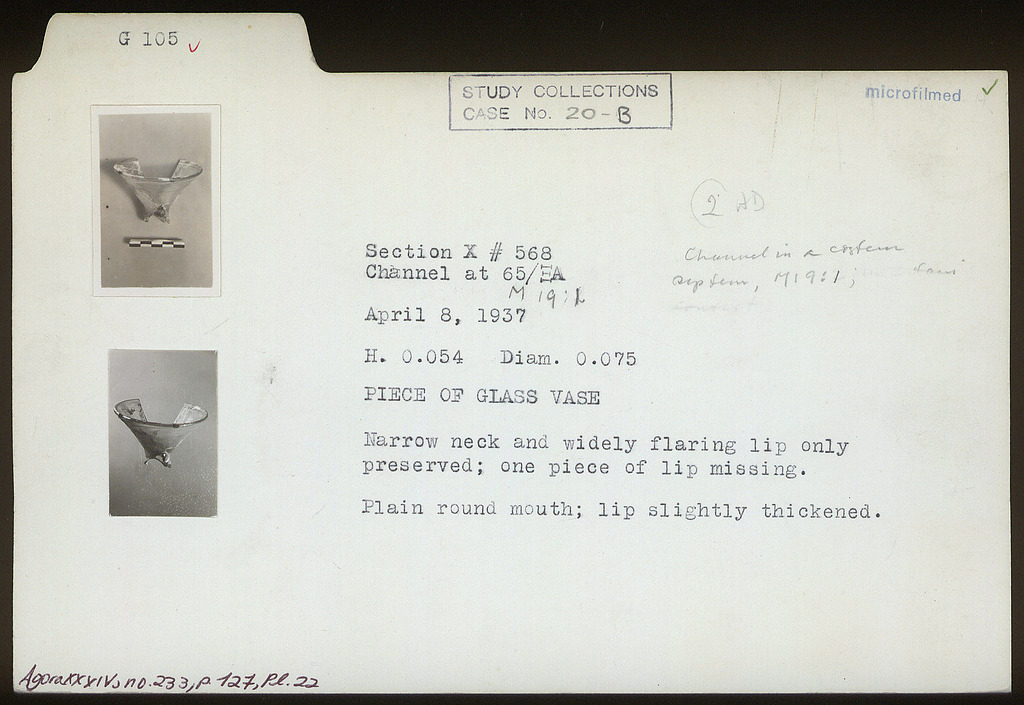 G 105
STUDY COLLECTIONS
CASE No. 20-B
microfilmed
2 AD
Section X # 568
Channel at 65/EA
M 19:1
April 8, 1937
Channel in a cistern
system, M19:1;
H. 0.054 Diam. 0.075
PIECE OF GLASS VASE
Narrow neck and widely flaring lip only
preserved; one piece of lip missing.
Plain round mouth; lip slightly thickened.
Agora XXXIV, no. 233, p. 127, Pl. 22